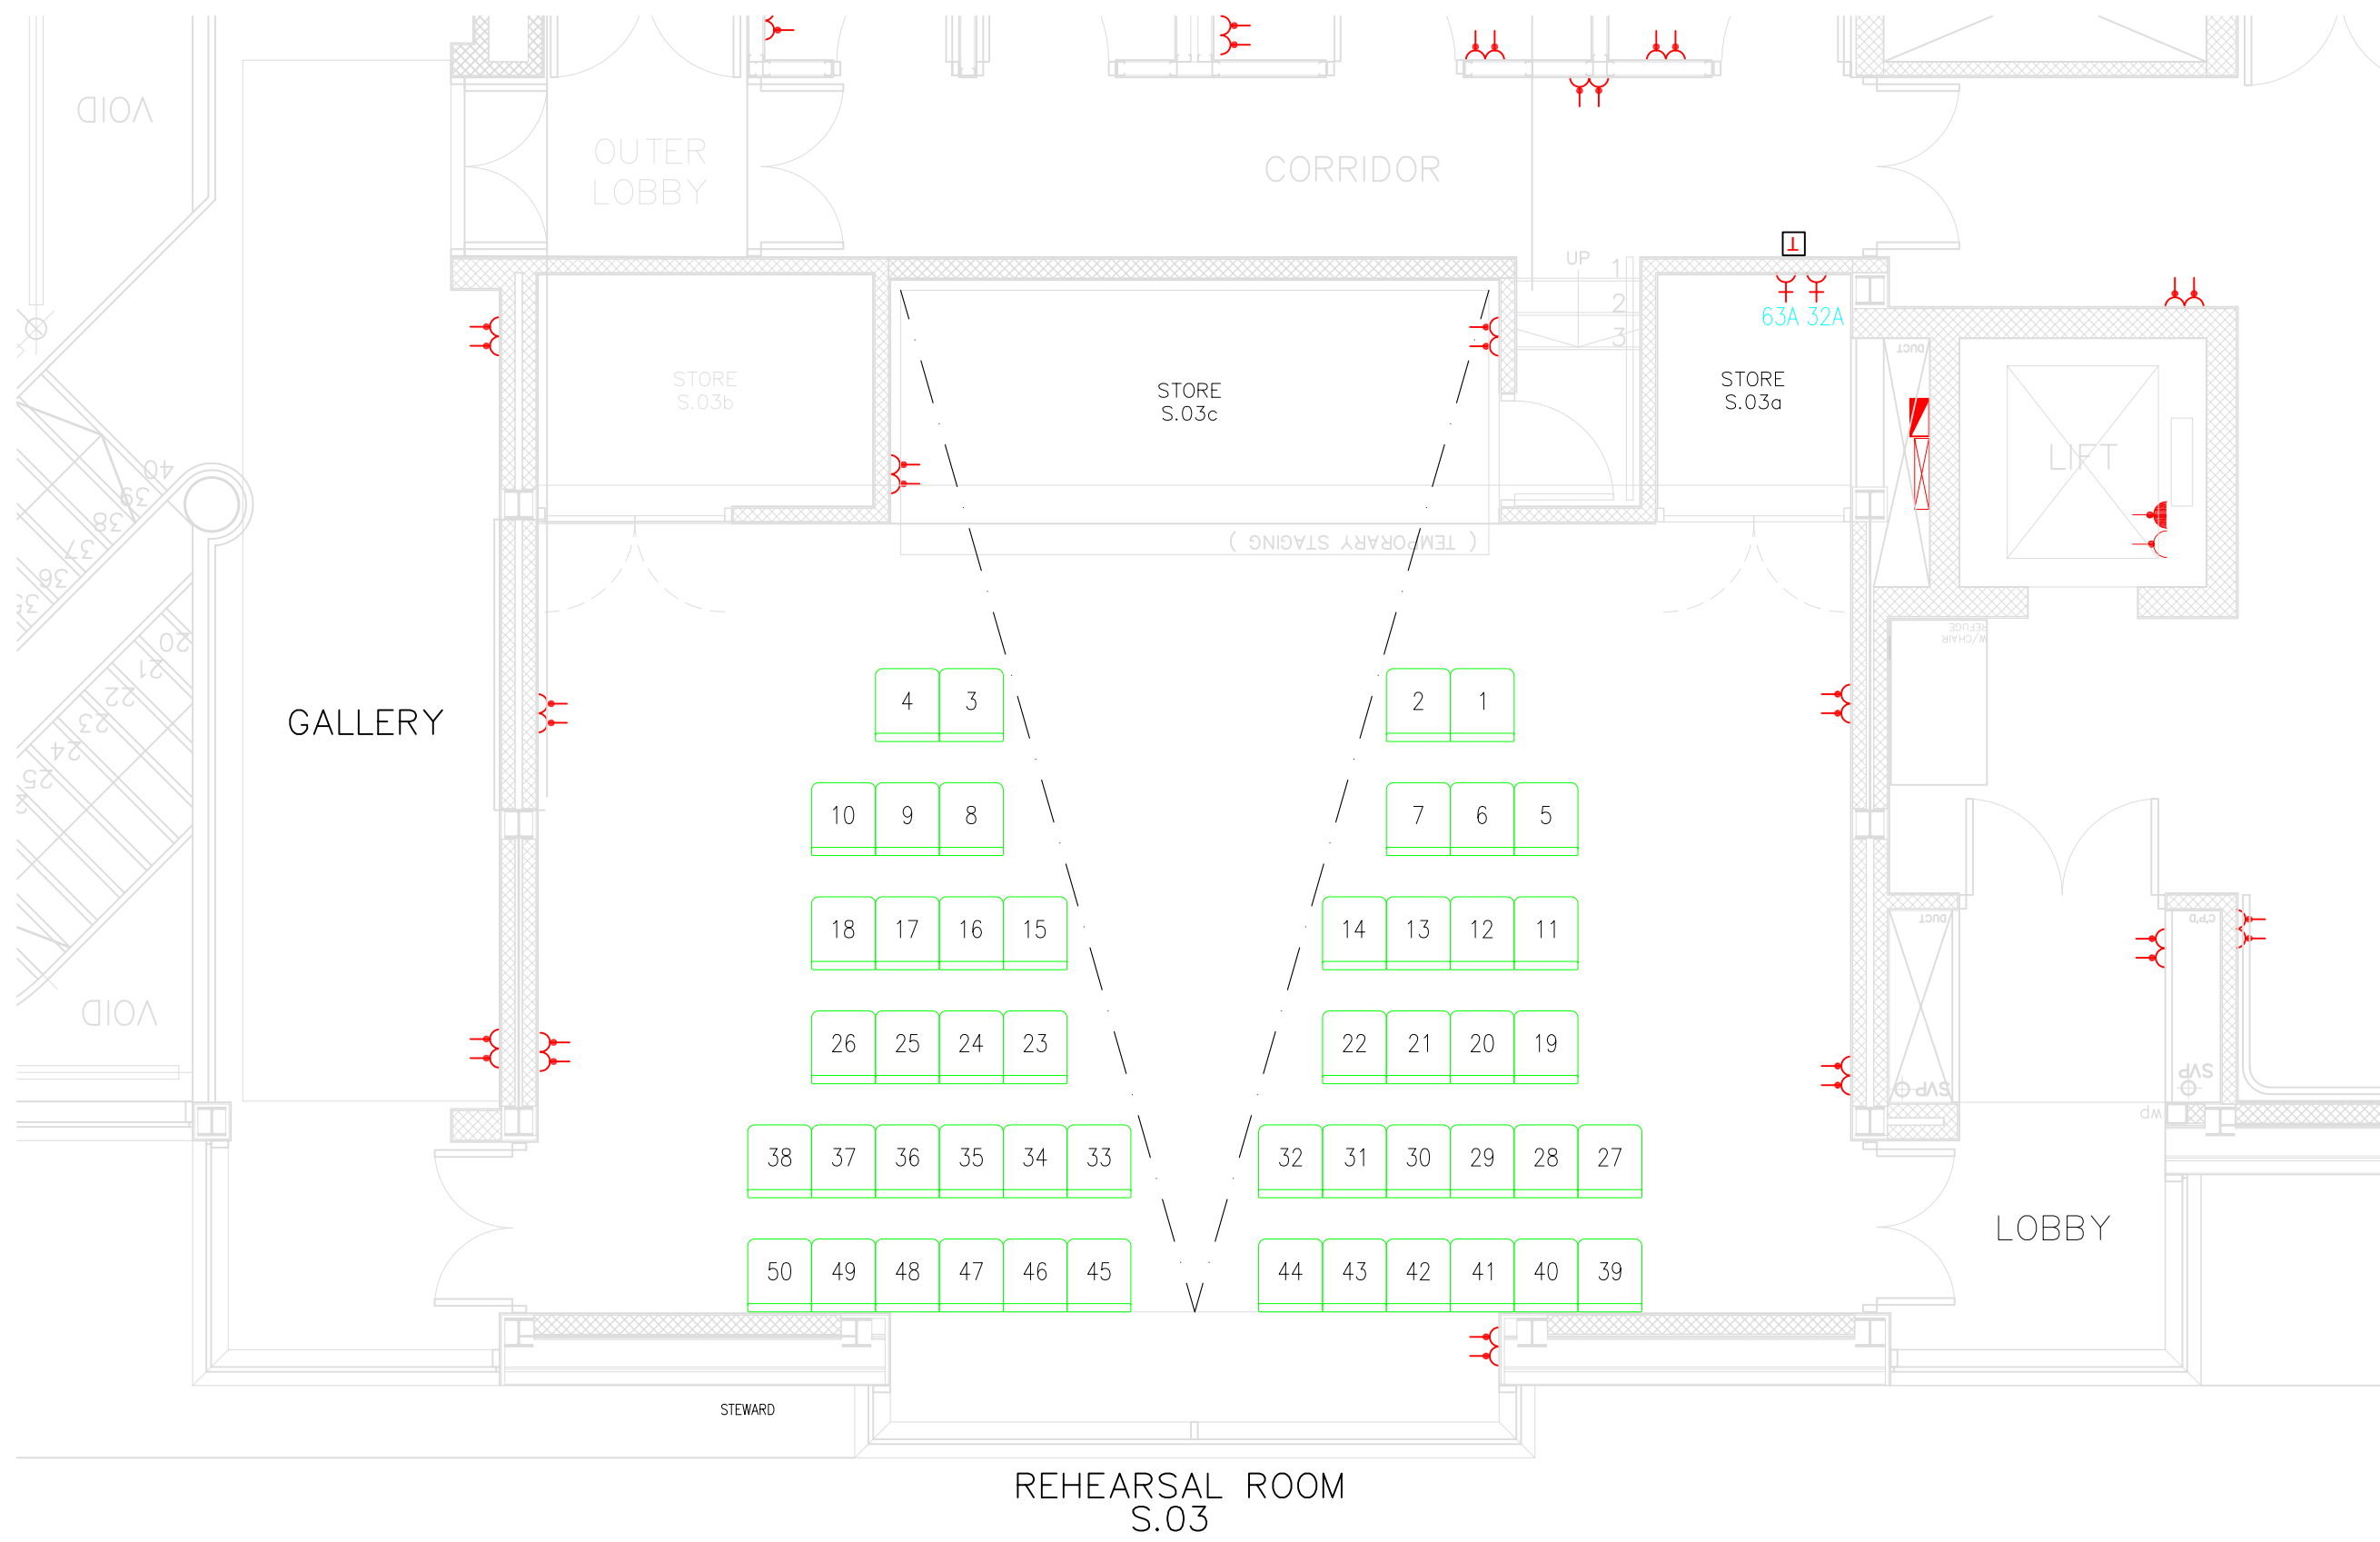 VOID
OUTER
LOBBY
CORRIDOR
UP
1
2
3
63A 32A
DUCT
STORE
S.03b
STORE
S.03c
STORE
S.03a
LIFT
40
39
38
37
36
35
( TEMPORARY STAGING )
20
21
22
23
24
25
W/CHAIR
REFUGE
GALLERY
4 3 2 1
10 9 8 7 6 5
18 17 16 15 14 13 12 11
DUCT
C'P'D
VOID
26 25 24 23 22 21 20 19
SVP
SVP
wp
38 37 36 35 34 33 32 31 30 29 28 27
LOBBY
50 49 48 47 46 45 44 43 42 41 40 39
STEWARD
REHEARSAL ROOM
S.03